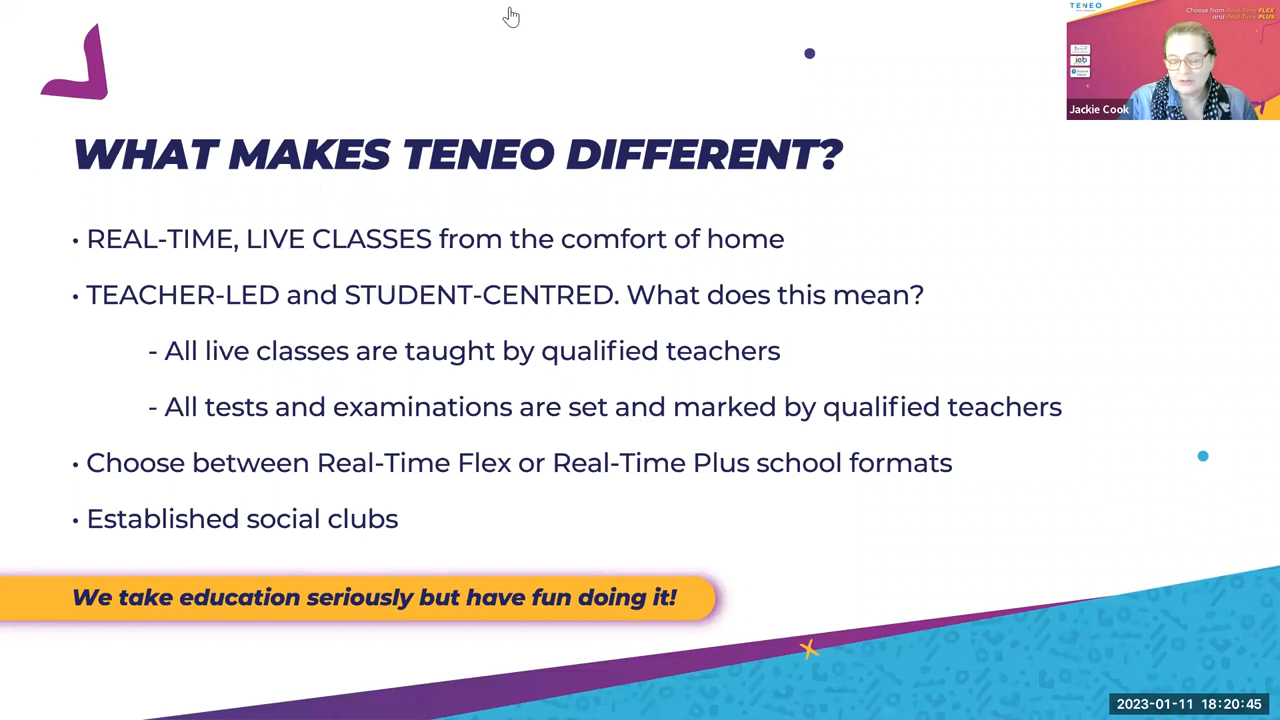 TENEO
Choose from Real-Time FLEX
and Real-Time PLUS
ieb
Jackie Cook
WHAT MAKES TENEO DIFFERENT?
• REAL-TIME, LIVE CLASSES from the comfort of home
• TEACHER-LED and STUDENT-CENTRED. What does this mean?
- All live classes are taught by qualified teachers
- All tests and examinations are set and marked by qualified teachers
• Choose between Real-Time Flex or Real-Time Plus school formats
• Established social clubs
We take education seriously but have fun doing it!
2023-01-11 18:20:45